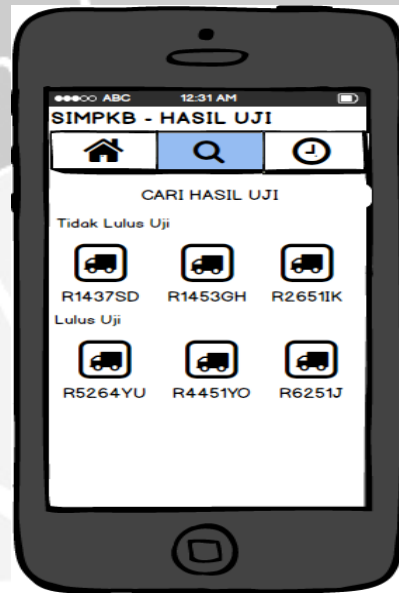 ABC 12:31 AM
SIMPKB - HASIL UJI
CARI HASIL UJI
Tidak Lulus Uji
R1437SD R1453GH R2651IK
Lulus Uji
R5264YU R4451YO R6251J